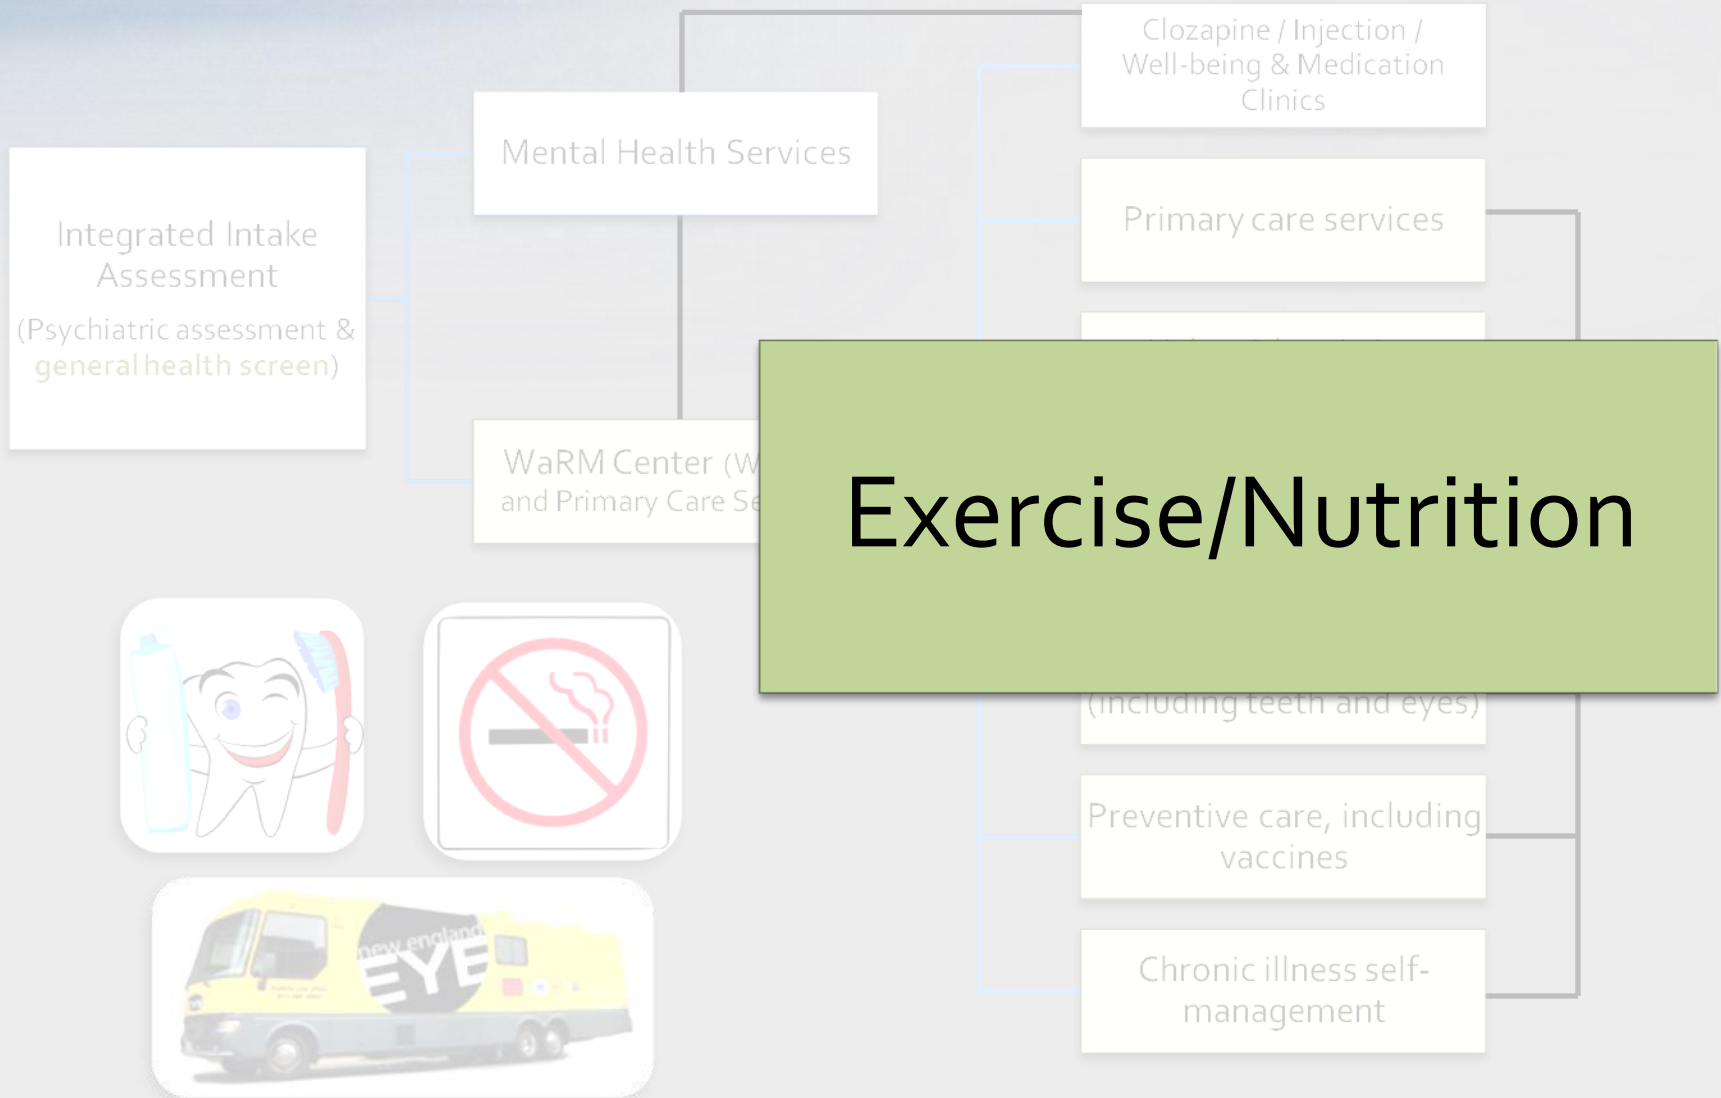 Clozapine / Injection /
Well-being & Medication
Clinics
Mental Health Services
Integrated Intake
Assessment
(Psychiatric assessment &
general health screen)
Primary care services
WaRM Center (W
and Primary Care Se
Exercise/Nutrition
(including teeth and eyes)
Preventive care, including
vaccines
Chronic illness self-
management
new england
EYE